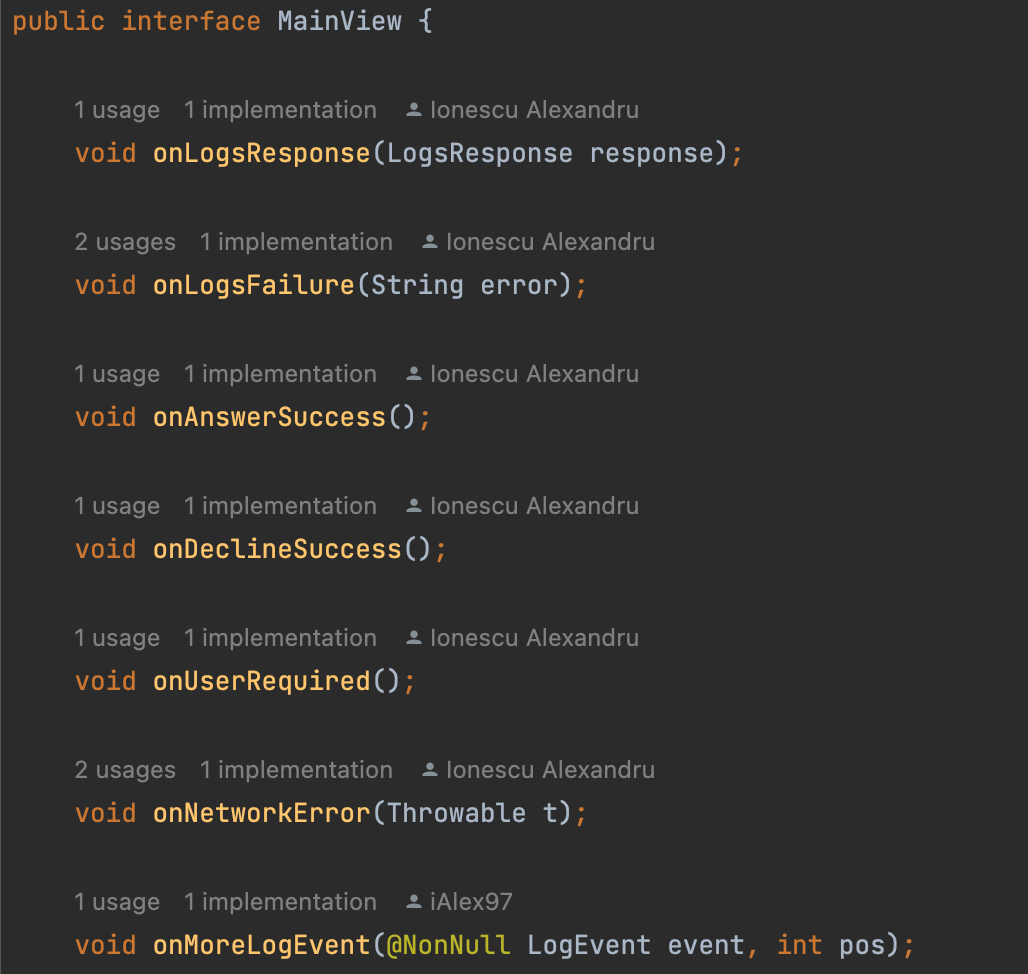 public interface MainView {
1 usage 1 implementation Ionescu Alexandru
void onLogsResponse(LogsResponse response);
2 usages 1 implementation Ionescu Alexandru
void onLogsFailure(String error);
1 usage 1 implementation Ionescu Alexandru
void onAnswerSuccess();
1 usage 1 implementation Ionescu Alexandru
void onDeclineSuccess();
1 usage 1 implementation Ionescu Alexandru
void onUserRequired();
2 usages 1 implementation Ionescu Alexandru
void onNetworkError(Throwable t);
1 usage 1 implementation iAlex97
void onMoreLogEvent(@NonNull LogEvent event, int pos);